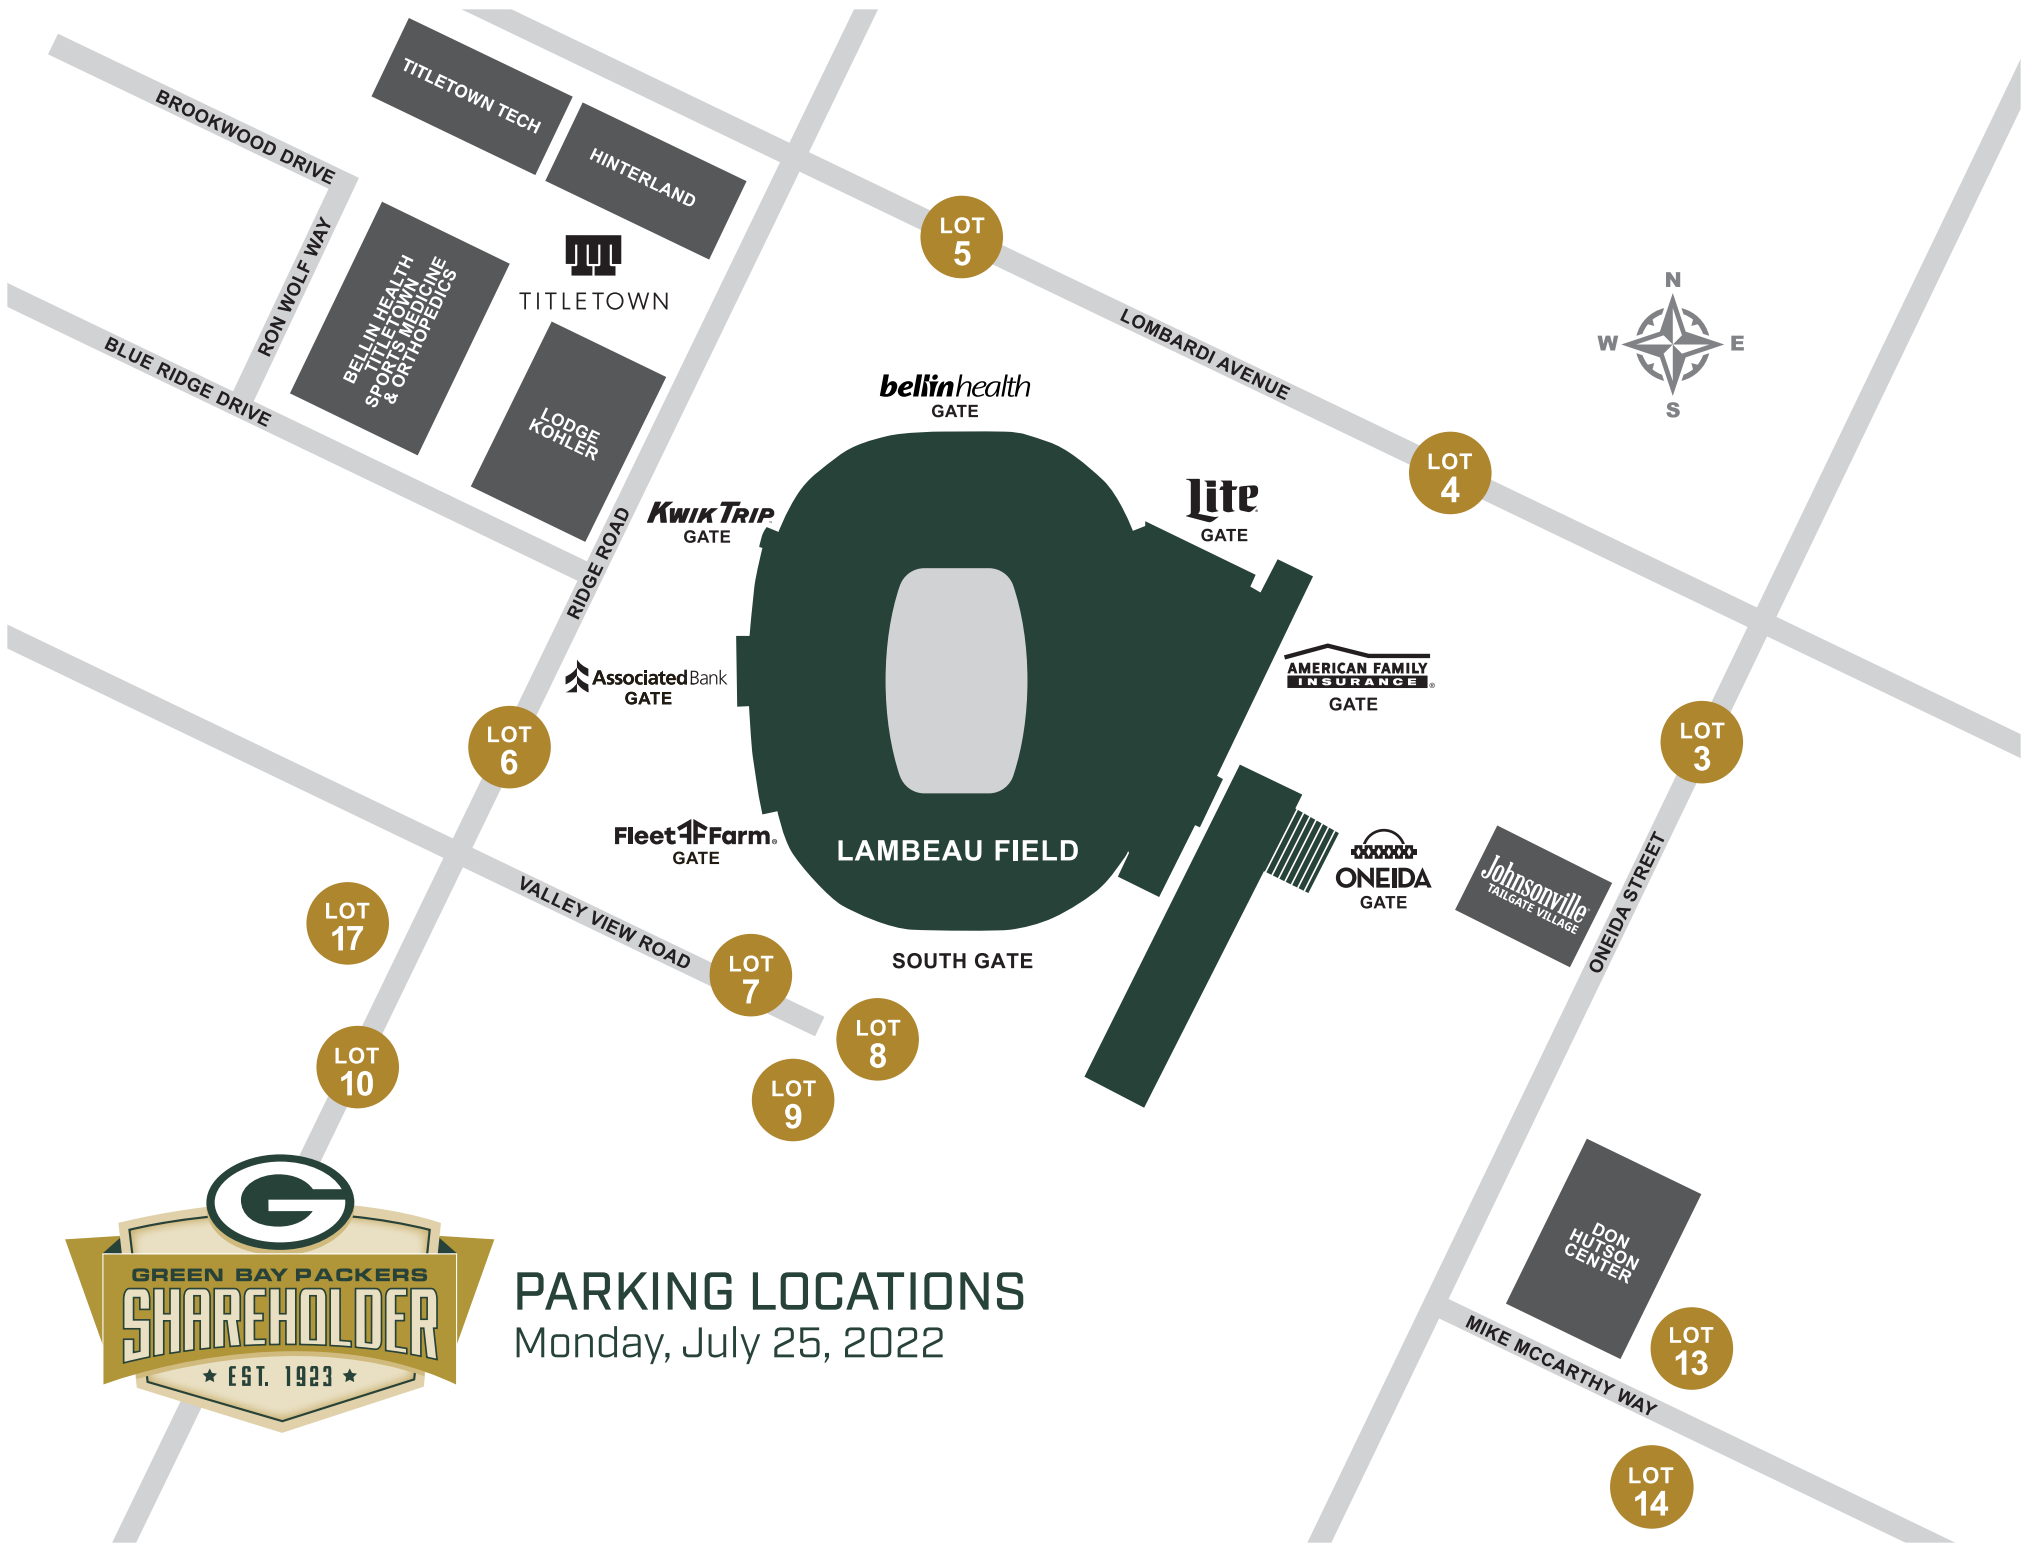 TITLETOWN TECH
BROOKWOOD DRIVE
HINTERLAND
RON WOLF WAY
BELLIN HEALTH
TITLETOWN
SPORTS MEDICINE
& ORTHOPEDICS
TITLETOWN
BLUE RIDGE DRIVE
LODGE
KOHLER
RIDGE ROAD
LOT
5
LOMBARDI AVENUE
N
W
E
S
bellinhealth
GATE
LOT
4
KWIK TRIP
GATE
Lite
GATE
AssociatedBank
GATE
AMERICAN FAMILY
INSURANCE®
GATE
LOT
6
LOT
3
Fleet Farm®
GATE
LAMBEAU FIELD
ONEIDA
GATE
Johnsonville
TAILGATE VILLAGE
ONEIDA STREET
LOT
17
VALLEY VIEW ROAD
LOT
7
SOUTH GATE
LOT
8
LOT
10
LOT
9
DON
HUTSON
CENTER
G
GREEN BAY PACKERS
SHAREHOLDER
EST. 1923
PARKING LOCATIONS
Monday, July 25, 2022
MIKE MCCARTHY WAY
LOT
13
LOT
14